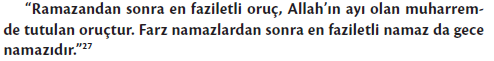 “Ramazandan sonra en faziletli oruç, Allah’ın ayı olan muharrem-
de tutulan oruçtur. Farz namazlardan sonra en faziletli namaz da gece
namazıdır.”27